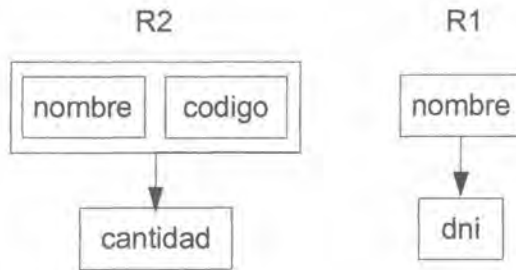 R2
R1
nombre
codigo
nombre
cantidad
dni